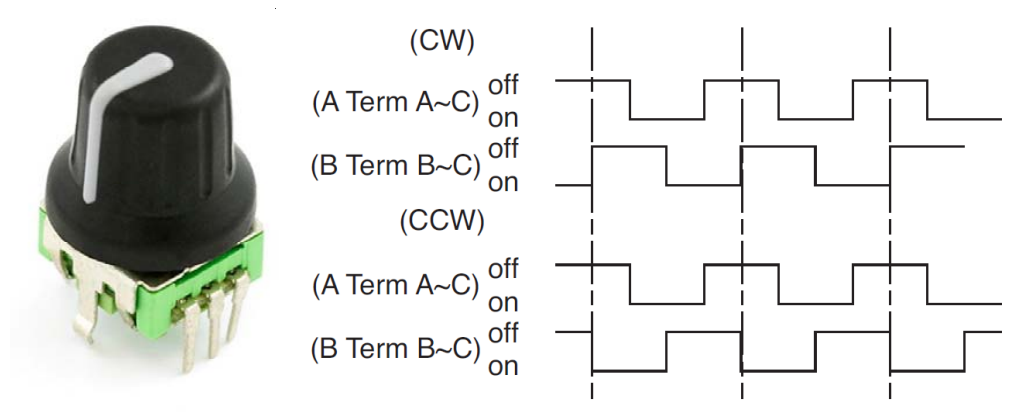 (CW)
(A Term A~C) off
on
(B Term B~C) off
on
(CCW)
(A Term A~C) off
on
(B Term B~C) off
on